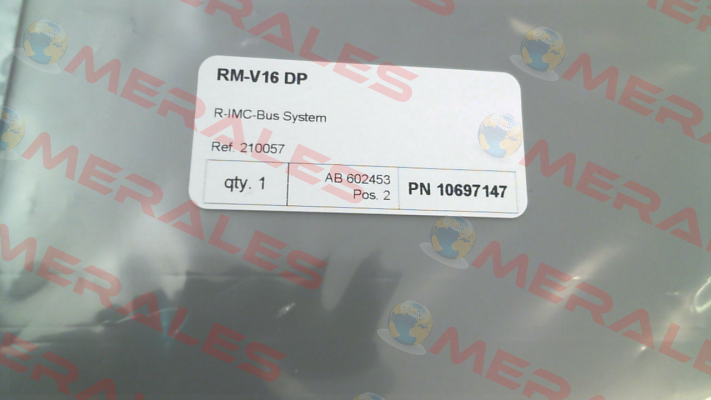 RM-V16 DP
R-IMC-Bus System
Ref. 210057
qty. 1
AB 602453
Pos. 2
PN 10697147
MERALES
MERALES
MERALES
MERALES
MERALES
MERALES